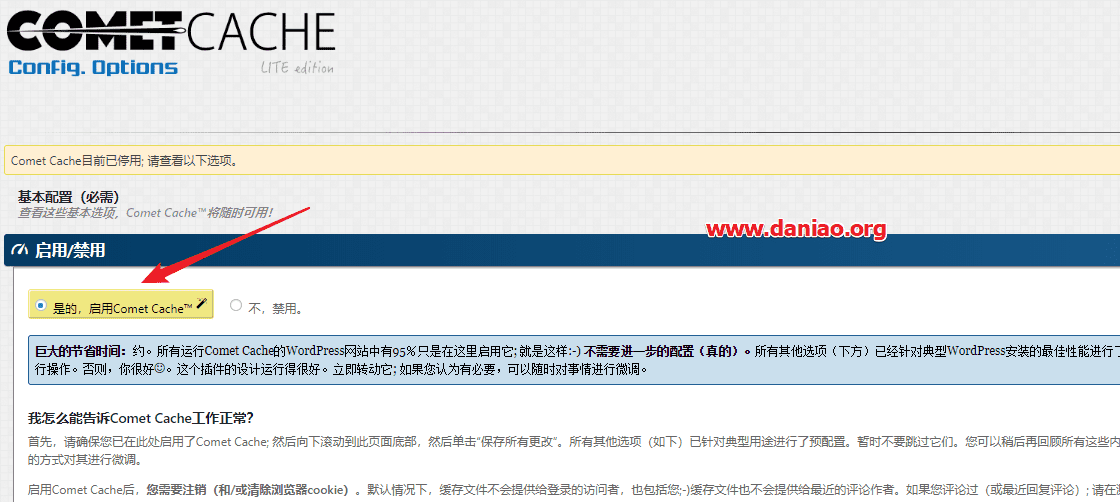 COMET CACHE
Config. Options
LITE edition
Comet Cache目前已停用; 请查看以下选项。
基本配置（必需）
查看这些基本选项，Comet Cache™将随时可用！
www.daniao.org
启用/禁用
是的，启用Comet Cache™
不，禁用。
巨大的节省时间：约。所有运行Comet Cache的WordPress网站中有95％只是在这里启用它; 就是这样:-) 不需要进一步的配置（真的）。所有其他选项（下方）已经针对典型WordPress安装的最佳性能进行了
行操作。否则，你很好☺。这个插件的设计运行得很好。立即转动它; 如果您认为有必要，可以随时对事情进行微调。
我怎么能告诉Comet Cache工作正常？
首先，请确保您已在此处启用了Comet Cache; 然后向下滚动到此页面底部，然后单击“保存所有更改”。所有其他选项（如下）已针对典型用途进行了预配置。暂时不要跳过它们。您可以稍后再回顾所有这些内
的方式对其进行微调。
启用Comet Cache后，您需要注销（和/或清除浏览器cookie）。默认情况下，缓存文件不会提供给登录的访问者，也包括您;-)缓存文件也不会提供给最近的评论作者。如果您评论过（或最近回复评论）; 请在